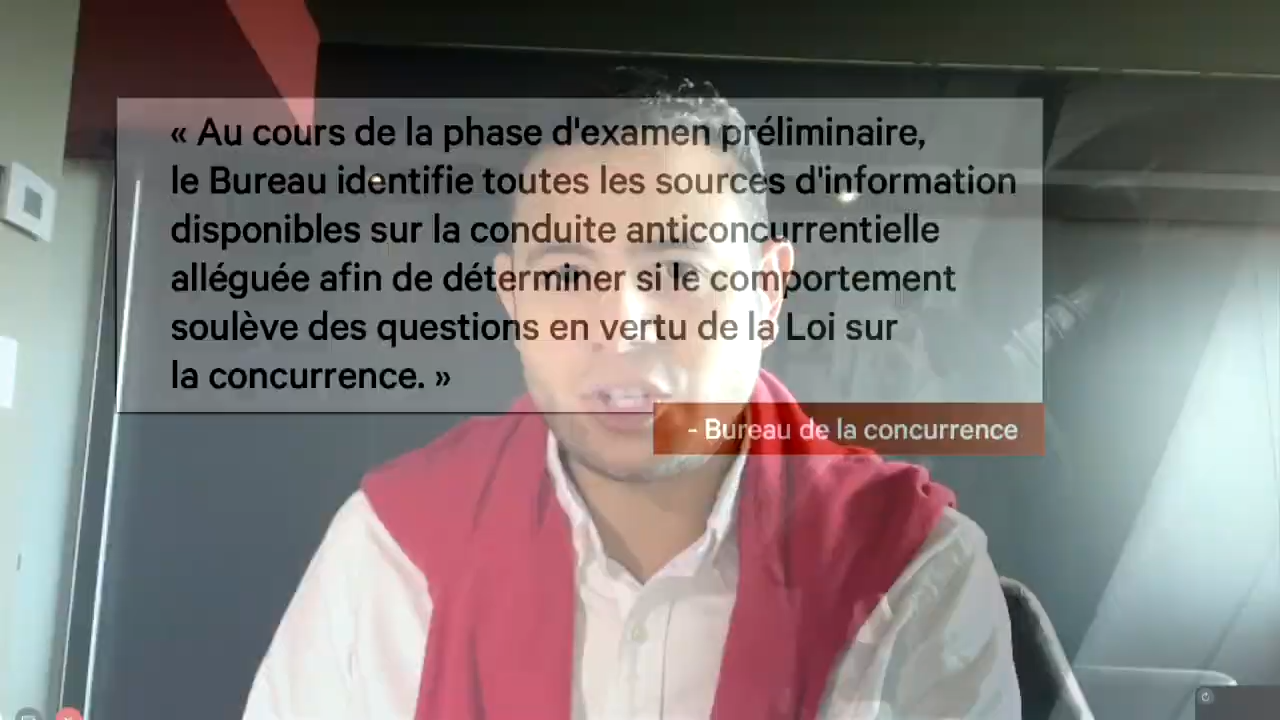 « Au cours de la phase d'examen préliminaire,
le Bureau identifie toutes les sources d'information
disponibles sur la conduite anticoncurrentielle
alléguée afin de déterminer si le comportement
soulève des questions en vertu de la Loi sur
la concurrence. »
- Bureau de la concurrence